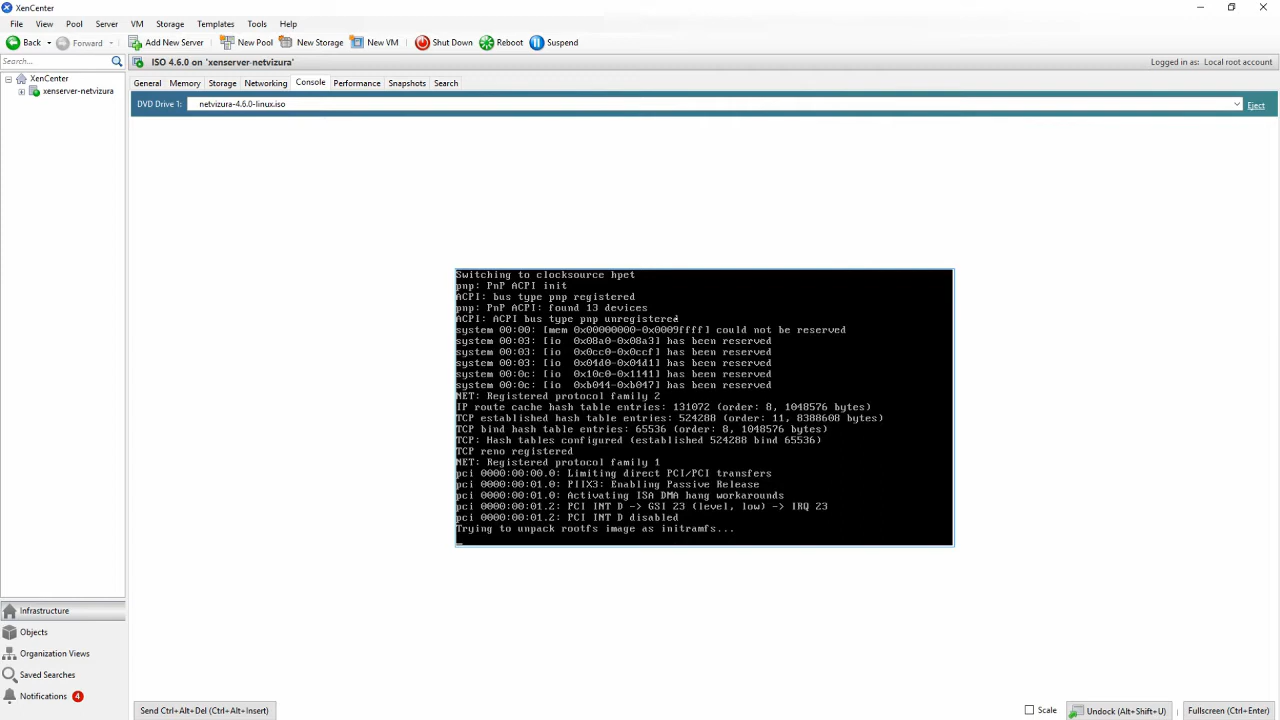 XenCenter
File View Pool Server VM Storage Templates Tools Help
Back Forward Add New Server New Pool New Storage New VM Shut Down Reboot Suspend
Search... ISO 4.6.0 on 'xenserver-netvizura' Logged in as: Local root account
XenCenter
xenserver-netvizura
General Memory Storage Networking Console Performance Snapshots Search
DVD Drive 1: netvizura-4.6.0-linux.iso Eject
Switching to clocksource hpet
pnp: PnP ACPI init
ACPI: bus type pnp registered
pnp: PnP ACPI: found 13 devices
ACPI: ACPI bus type pnp unregistered
system 00:00: [mem 0x00000000-0x0009ffff] could not be reserved
system 00:03: [io  0x08a0-0x08a3] has been reserved
system 00:03: [io  0x0cc0-0x0ccf] has been reserved
system 00:03: [io  0x04d0-0x04d1] has been reserved
system 00:0c: [io  0x10c0-0x1141] has been reserved
system 00:0c: [io  0xb044-0xb047] has been reserved
NET: Registered protocol family 2
IP route cache hash table entries: 131072 (order: 8, 1048576 bytes)
TCP established hash table entries: 524288 (order: 11, 8388608 bytes)
TCP bind hash table entries: 65536 (order: 8, 1048576 bytes)
TCP: Hash tables configured (established 524288 bind 65536)
TCP reno registered
NET: Registered protocol family 1
pci 0000:00:00.0: Limiting direct PCI/PCI transfers
pci 0000:00:01.0: PIIX3: Enabling Passive Release
pci 0000:00:01.0: Activating ISA DMA hang workarounds
pci 0000:00:01.2: PCI INT D -> GSI 23 (level, low) -> IRQ 23
pci 0000:00:01.2: PCI INT D disabled
Trying to unpack rootfs image as initramfs...
Infrastructure
Objects
Organization Views
Saved Searches
Notifications 4
Send Ctrl+Alt+Del (Ctrl+Alt+Insert) Scale Undock (Alt+Shift+U) Fullscreen (Ctrl+Enter)